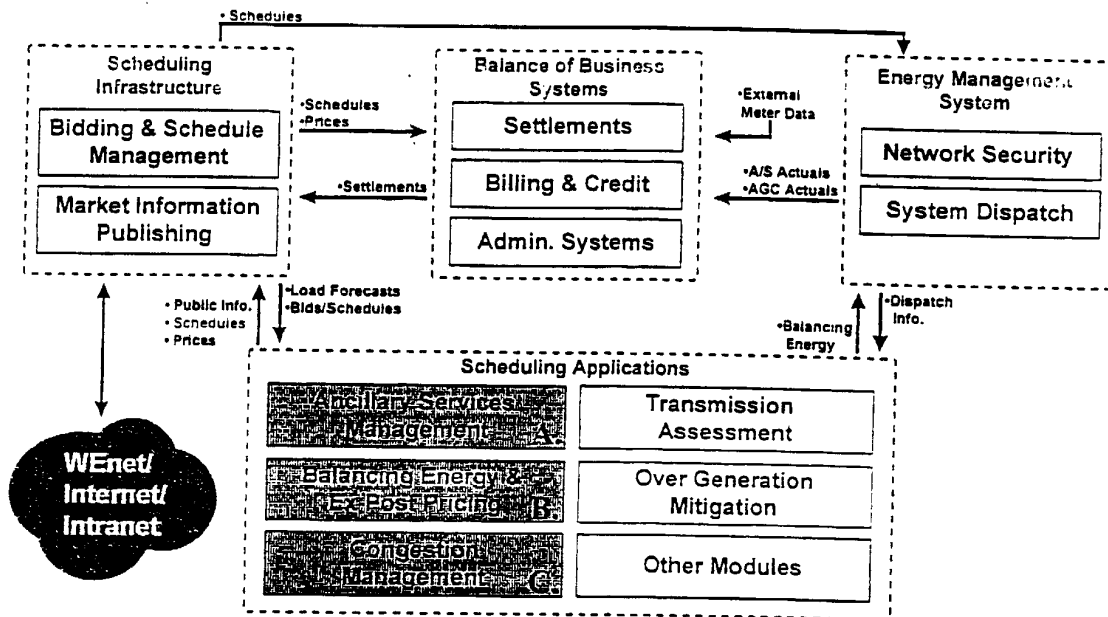 • Schedules
Scheduling
Infrastructure
Bidding & Schedule
Management
Market Information
Publishing
•Schedules
•Prices
•Settlements
Balance of Business
Systems
Settlements
Billing & Credit
Admin. Systems
•External
Meter Data
•A/S Actuals
•AGC Actuals
Energy Management
System
Network Security
System Dispatch
• Public Info.
• Schedules
• Prices
•Load Forecasts
•Bids/Schedules
•Balancing
Energy
•Dispatch
Info.
WEnet/
Internet/
Intranet
Scheduling Applications
Ancillary Services
Management A.
Balancing Energy &
Ex Post Pricing B.
Congestion
Management C.
Transmission
Assessment
Over Generation
Mitigation
Other Modules